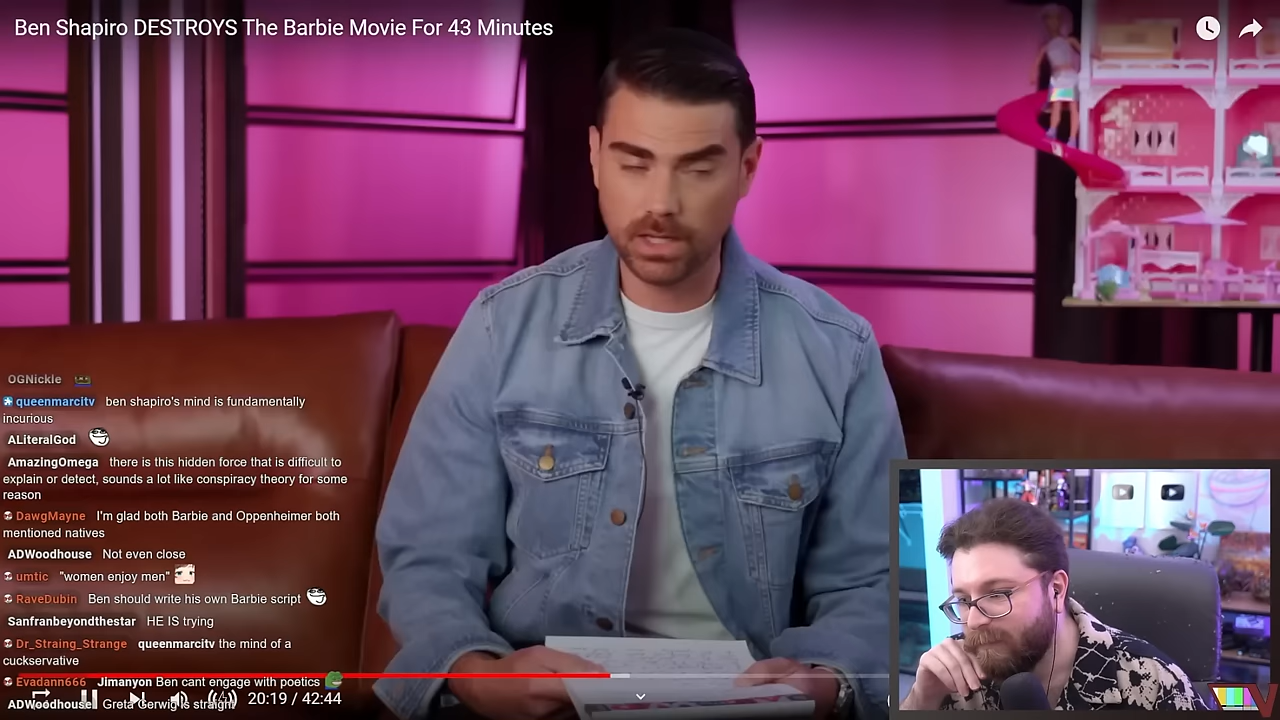 Ben Shapiro DESTROYS The Barbie Movie For 43 Minutes
OGNickle
queenmarcitv ben shapiro's mind is fundamentally
incurious
ALiteralGod
AmazingOmega there is this hidden force that is difficult to
explain or detect, sounds a lot like conspiracy theory for some
reason
DawgMayne I'm glad both Barbie and Oppenheimer both
mentioned natives
ADWoodhouse Not even close
umtic "women enjoy men"
RaveDubin Ben should write his own Barbie script
Sanfranbeyondthestar HE IS trying
Dr_Straing_Strange queenmarcitv the mind of a
cuckservative
Evadann666 Jimanyon Ben cant engage with poetics
ADWoodhouse Greta Gerwig is straight
20:19 / 42:44